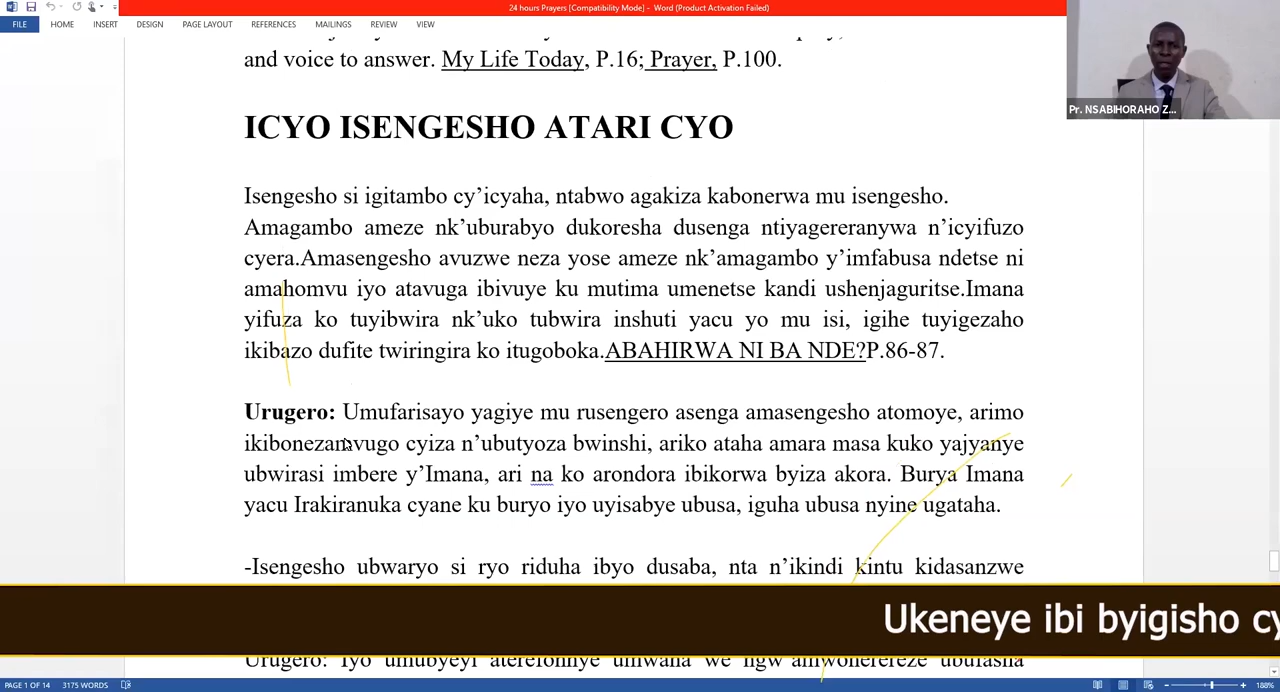 24 hours Prayers [Compatibility Mode] - Word (Product Activation Failed)
FILE HOME INSERT DESIGN PAGE LAYOUT REFERENCES MAILINGS REVIEW VIEW
and voice to answer. My Life Today, P.16; Prayer, P.100.
Pr. NSABIHORAHO Z...
ICYO ISENGESHO ATARI CYO
Isengesho si igitambo cy’icyaha, ntabwo agakiza kabonerwa mu isengesho.
Amagambo ameze nk’uburabyo dukoresha dusenga ntiyagereranywa n’icyifuzo
cyera.Amasengesho avuzwe neza yose ameze nk’amagambo y’imfabusa ndetse ni
amahomvu iyo atavuga ibivuye ku mutima umenetse kandi ushenjaguritse.Imana
yifuza ko tuyibwira nk’uko tubwira inshuti yacu yo mu isi, igihe tuyigezaho
ikibazo dufite twiringira ko itugoboka.ABAHIRWA NI BA NDE?P.86-87.
Urugero: Umufarisayo yagiye mu rusengero asenga amasengesho atomoye, arimo
ikibonezamvugo cyiza n’ubutyoza bwinshi, ariko ataha amara masa kuko yajyanye
ubwirasi imbere y’Imana, ari na ko arondora ibikorwa byiza akora. Burya Imana
yacu Irakiranuka cyane ku buryo iyo uyisabye ubusa, iguha ubusa nyine ugataha.
-Isengesho ubwaryo si ryo riduha ibyo dusaba, nta n’ikindi kintu kidasanzwe
Ukeneye ibi byigisho
Urugero: Iyo umubyeyi
PAGE 1 OF 14 3175 WORDS 188%